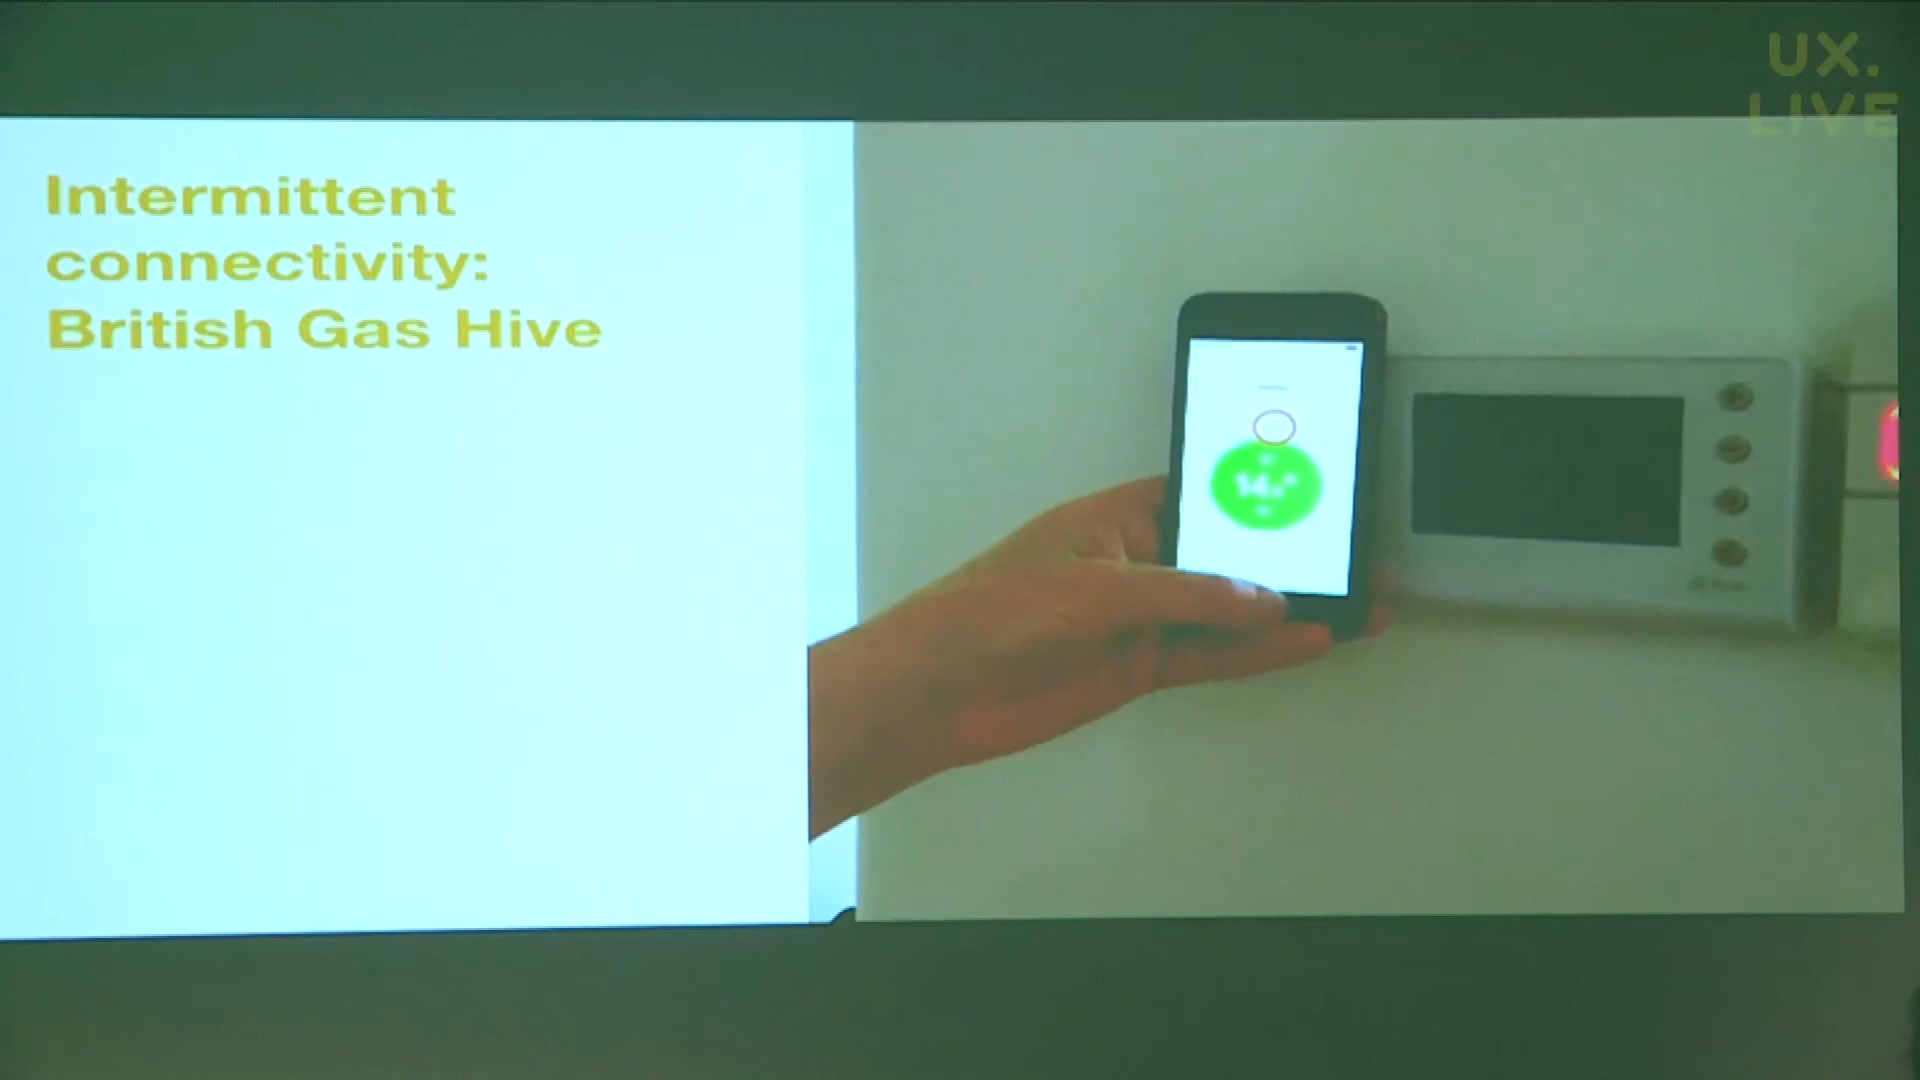 UX.
LIVE
Intermittent
connectivity:
British Gas Hive